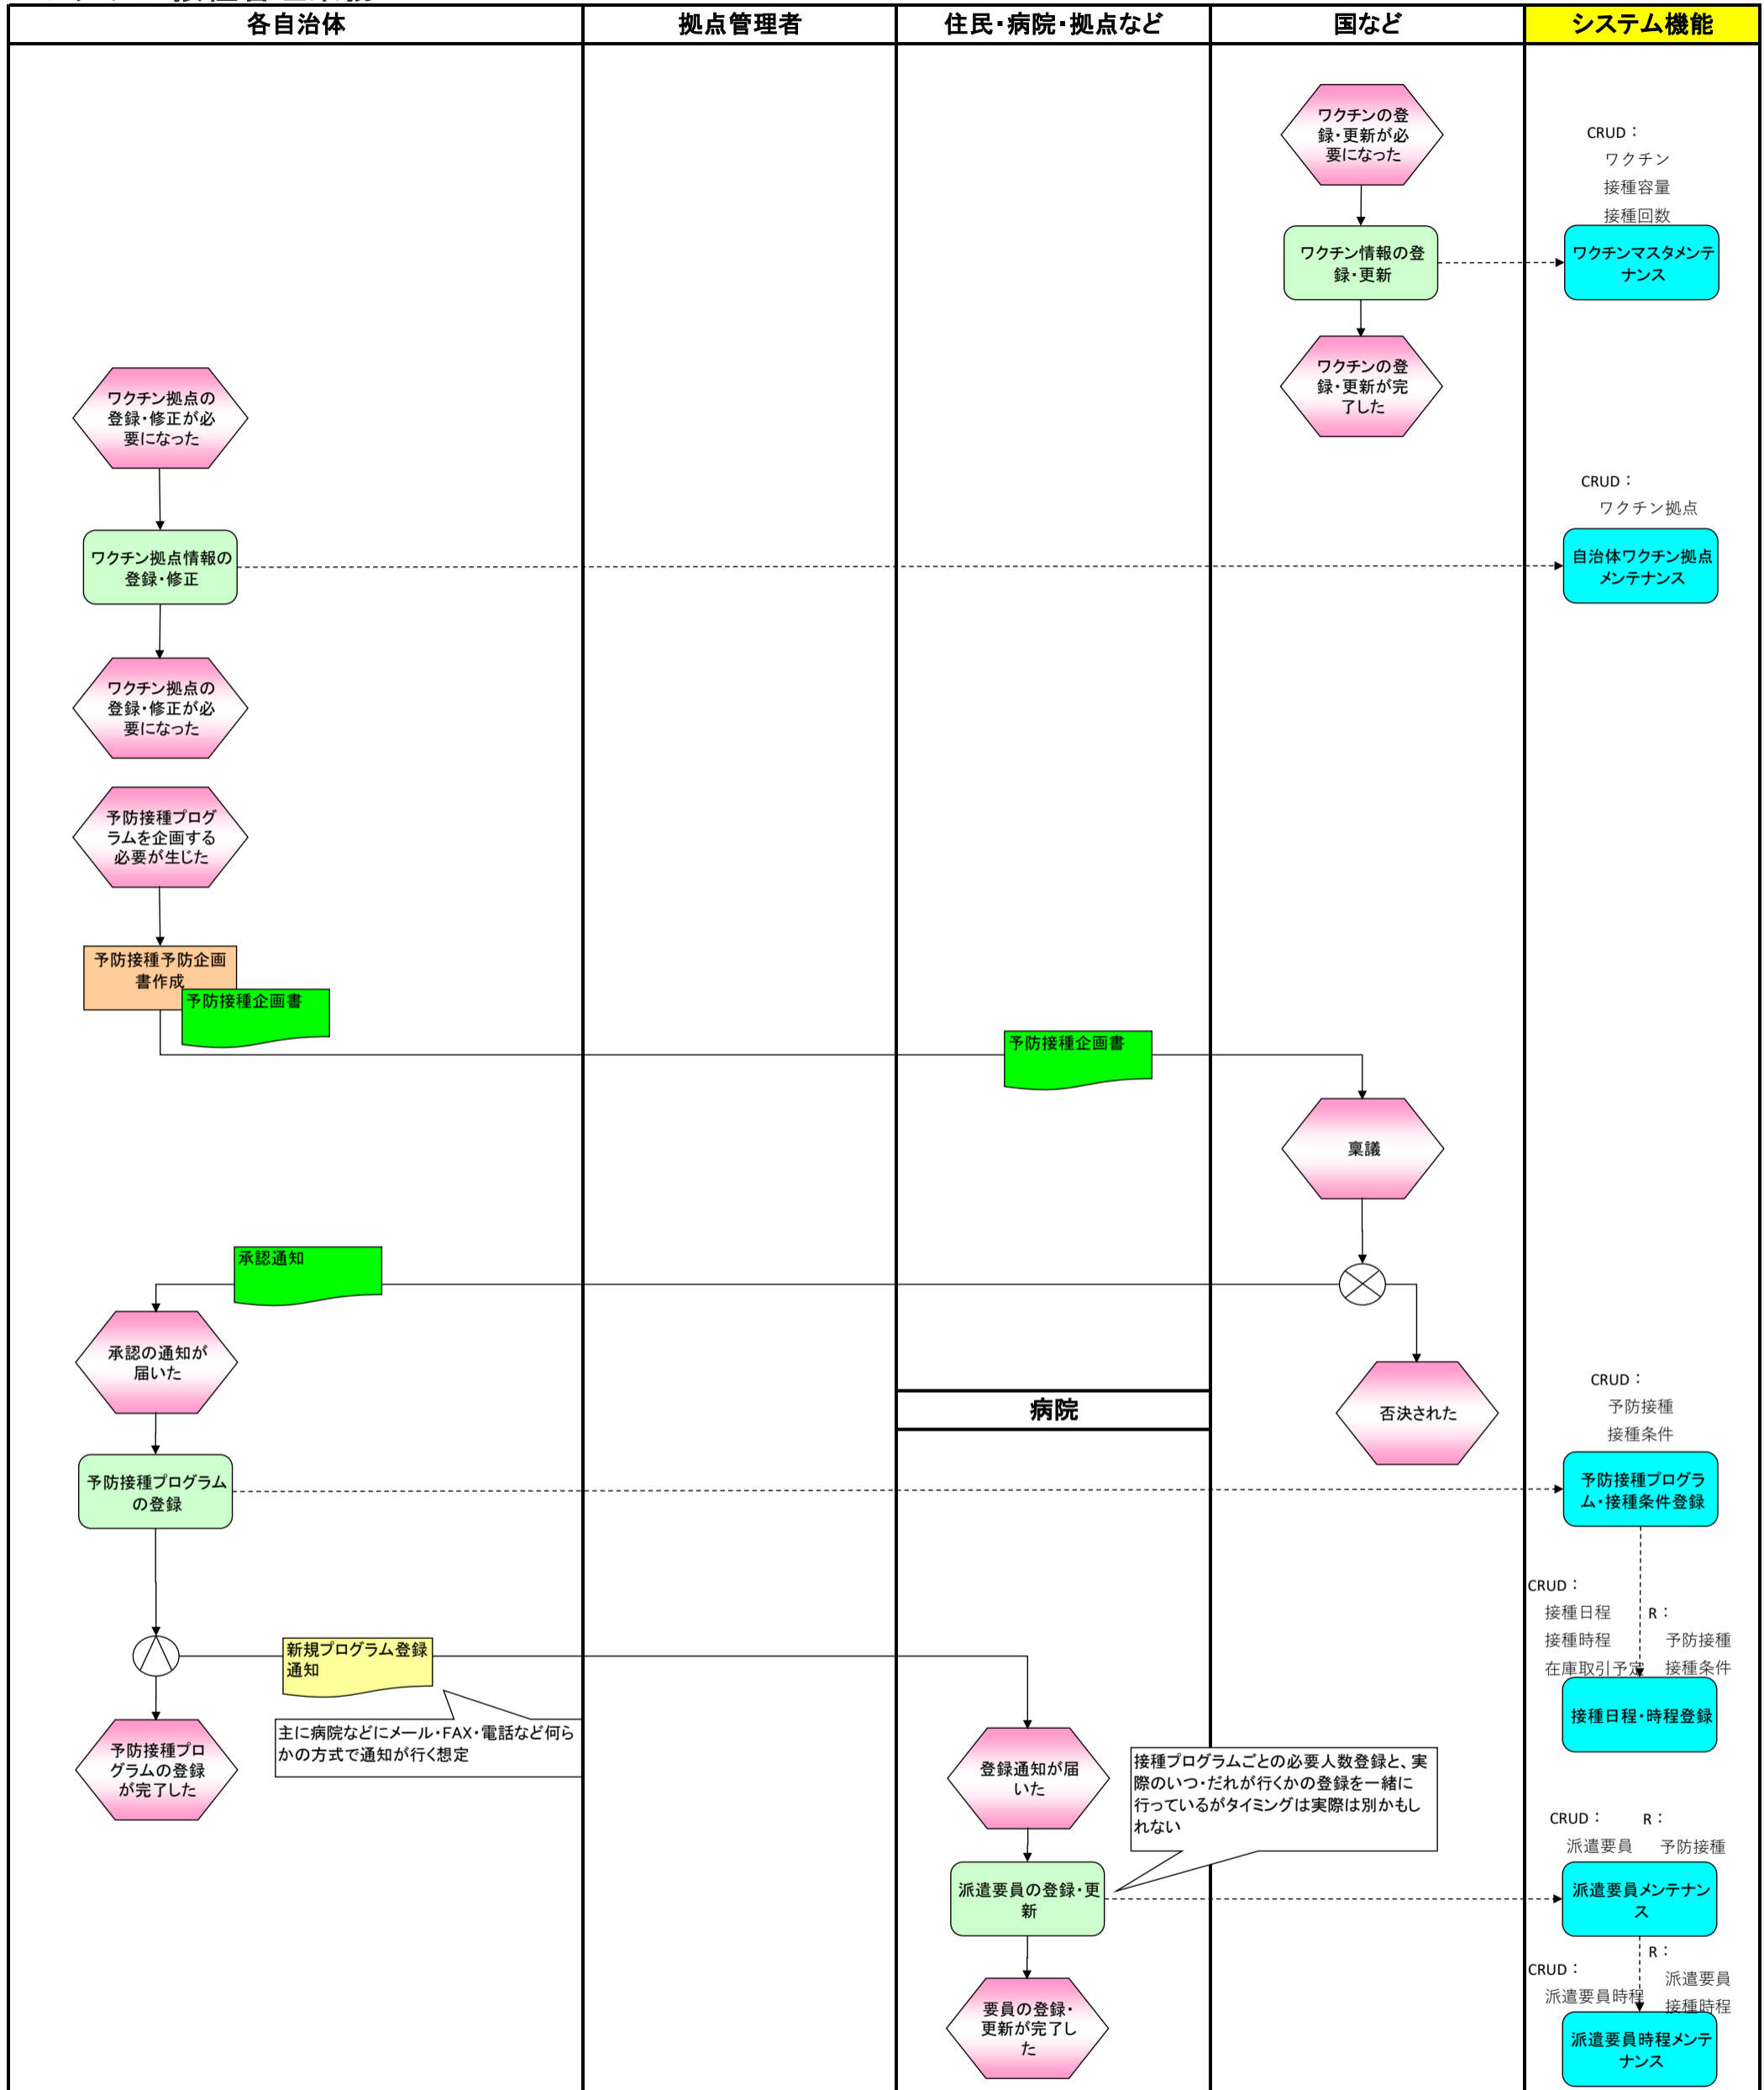 各自治体
拠点管理者
住民・病院・拠点など
国など
システム機能
ワクチンの登
録・更新が必
要になった
CRUD：
ワクチン
接種容量
接種回数
ワクチン情報の登
録・更新
ワクチンマスタメンテ
ナンス
ワクチンの登
録・更新が完
了した
ワクチン拠点の
登録・修正が必
要になった
CRUD：
ワクチン拠点
ワクチン拠点情報の
登録・修正
自治体ワクチン拠点
メンテナンス
ワクチン拠点の
登録・修正が必
要になった
予防接種プログ
ラムを企画する
必要が生じた
予防接種予防企画
書作成
予防接種企画書
予防接種企画書
稟議
承認通知
承認の通知が
届いた
否決された
病院
CRUD：
予防接種
接種条件
予防接種プログラム
の登録
予防接種プログラ
ム・接種条件登録
CRUD：
接種日程
接種時程
在庫取引予定
R：
予防接種
接種条件
接種日程・時程登録
新規プログラム登録
通知
主に病院などにメール・FAX・電話など何ら
かの方式で通知が行く想定
予防接種プロ
グラムの登録
が完了した
登録通知が届
いた
接種プログラムごとの必要人数登録と、実
際のいつ・だれが行くかの登録を一緒に
行っているがタイミングは実際は別かもし
れない
CRUD：
派遣要員
R：
予防接種
派遣要員の登録・更
新
派遣要員メンテナン
ス
CRUD：
派遣要員時程
R：
派遣要員
接種時程
要員の登録・
更新が完了し
た
派遣要員時程メンテ
ナンス